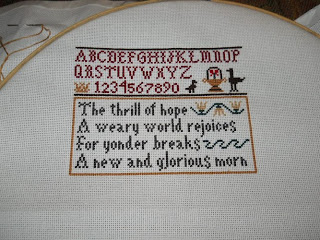 ABCDEFGHIJKLMNOP
QRSTUVWXYZ
1234567890
The thrill of hope
A weary world rejoices
For yonder breaks
A new and glorious morn